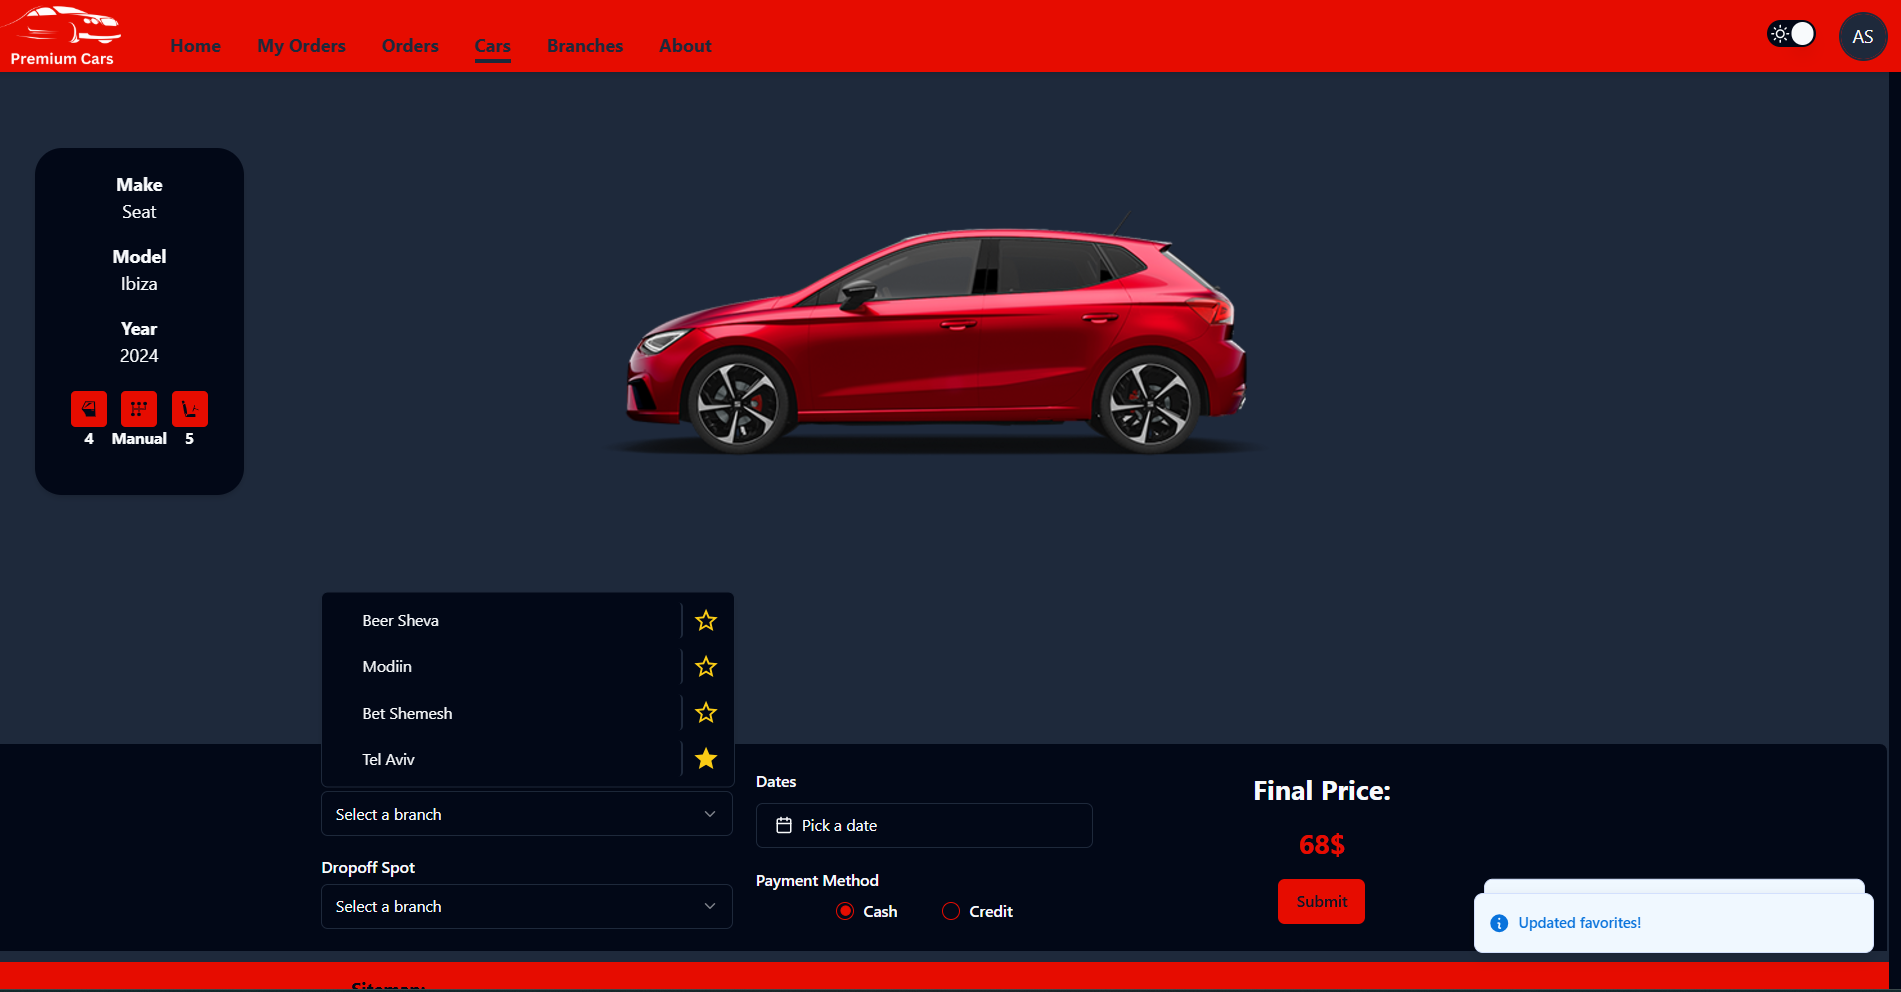 Premium Cars
Home
My Orders
Orders
Cars
Branches
About
AS
Make
Seat
Model
Ibiza
Year
2024
4
Manual
5
Beer Sheva
Modiin
Bet Shemesh
Tel Aviv
Select a branch
Dropoff Spot
Select a branch
Dates
Pick a date
Payment Method
Cash
Credit
Final Price:
68$
Submit
Updated favorites!
Sitemap: